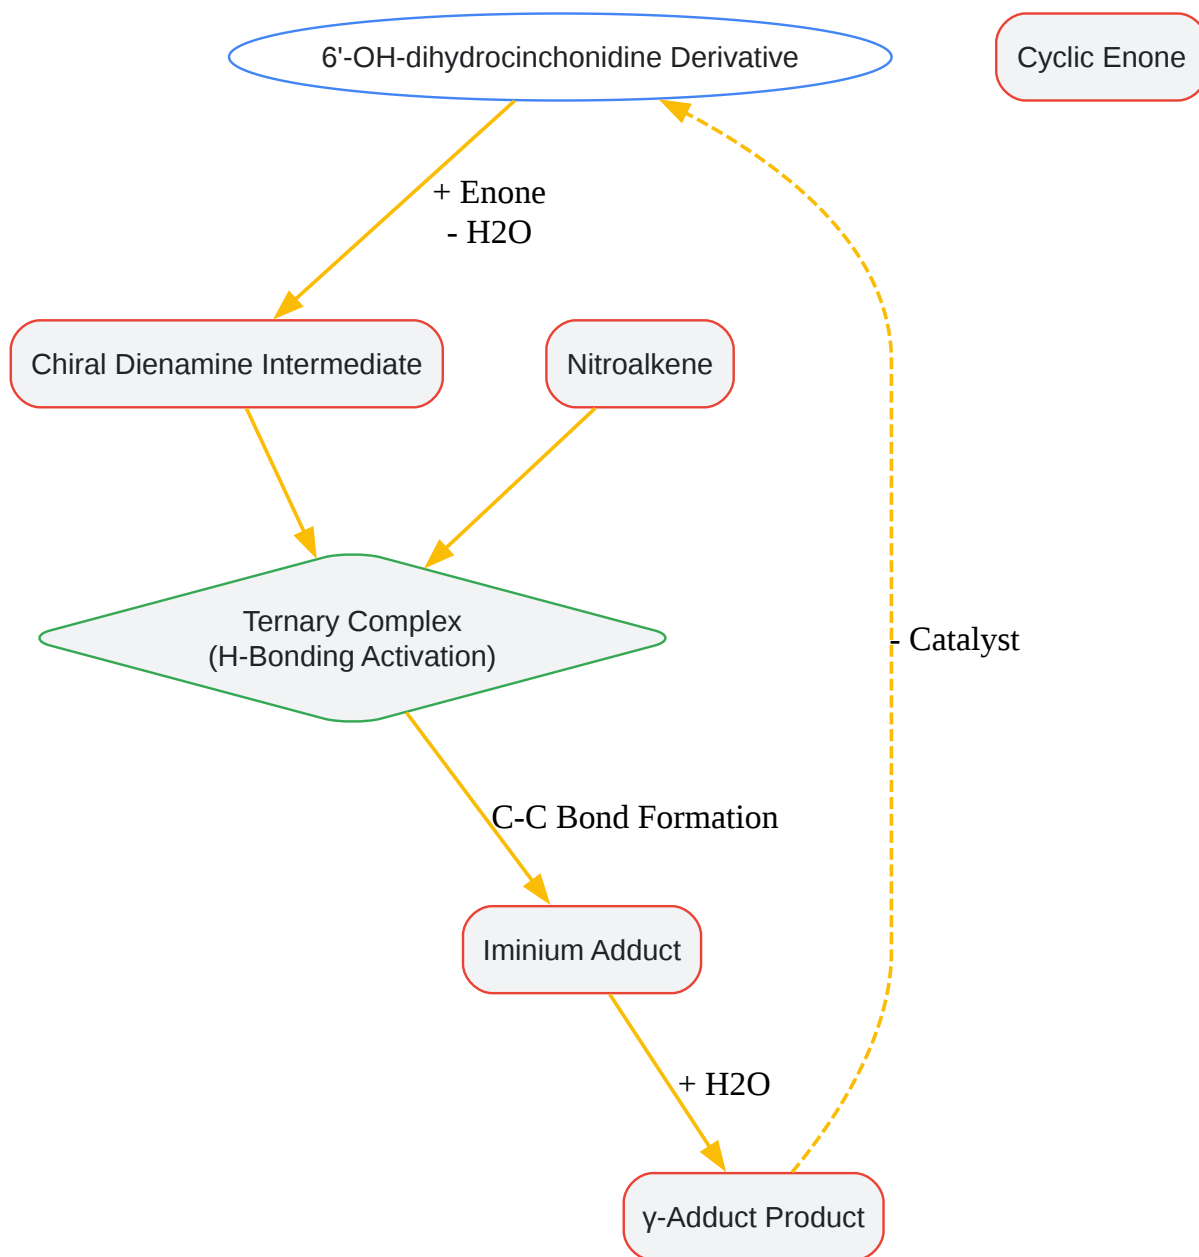 6'-OH-dihydrocinchonidine Derivative
Cyclic Enone
+ Enone
- H2O
Chiral Dienamine Intermediate
Nitroalkene
Ternary Complex
(H-Bonding Activation)
- Catalyst
C-C Bond Formation
Iminium Adduct
+ H2O
γ-Adduct Product